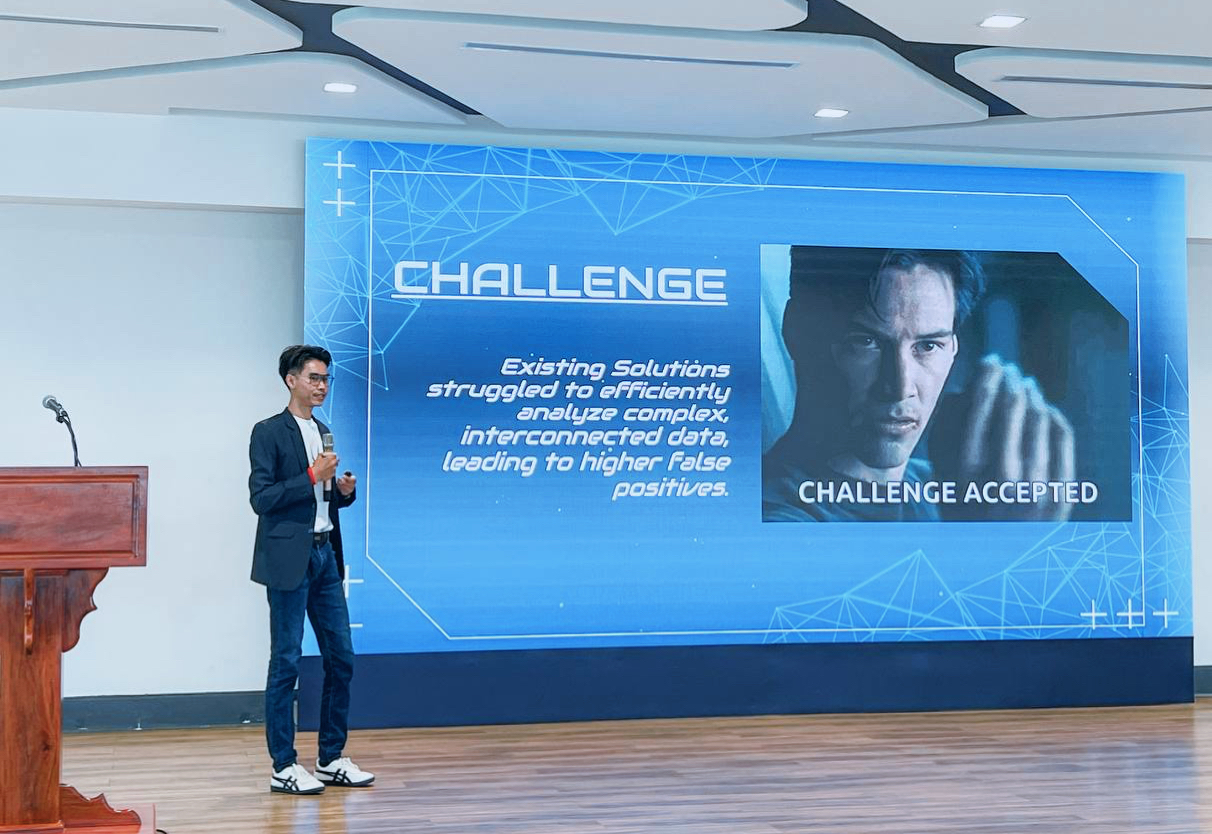 CHALLENGE
Existing Solutions
struggled to efficiently
analyze complex,
interconnected data,
leading to higher false
positives.
CHALLENGE ACCEPTED